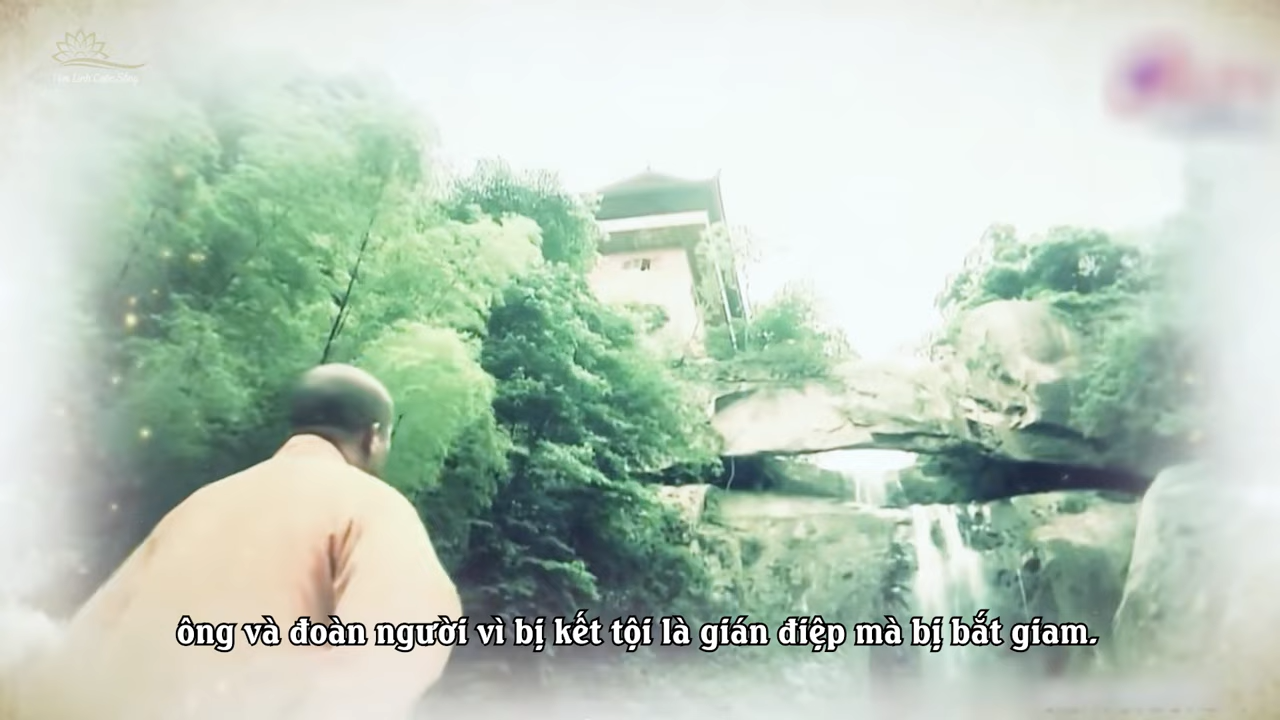 ông và đoàn người vì bị kết tội là gián điệp mà bị bắt giam.